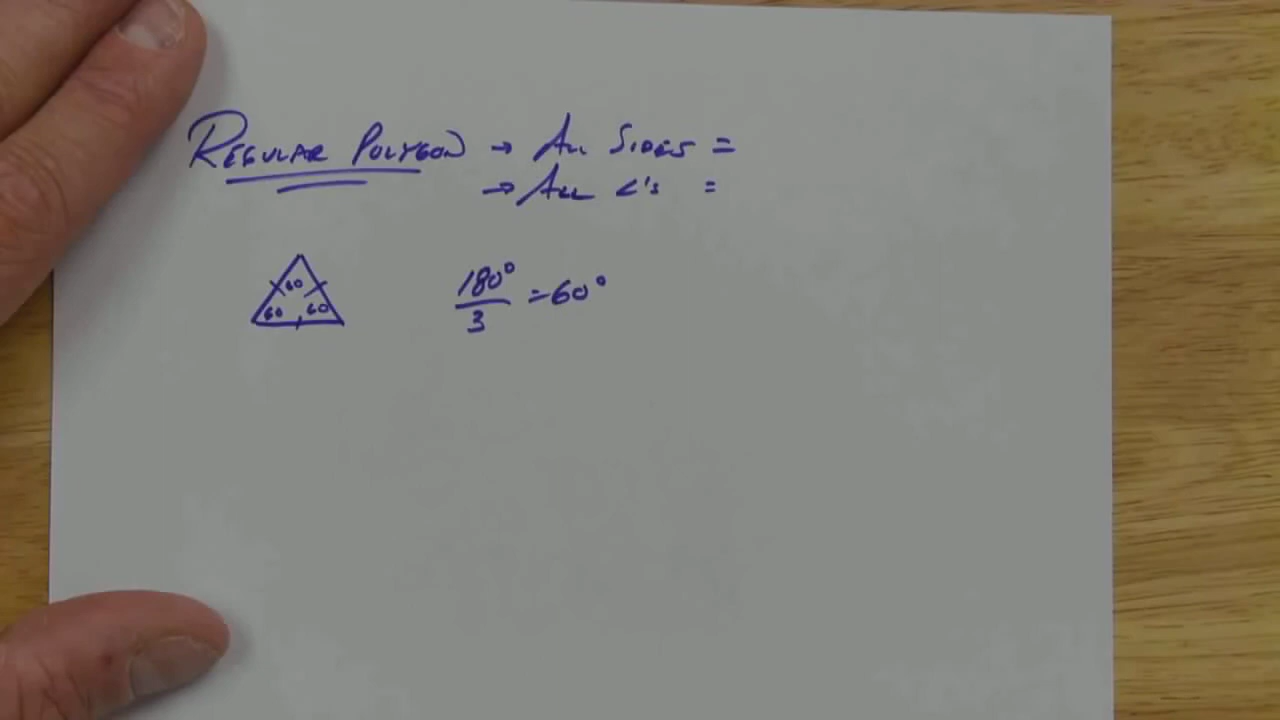 REGULAR POLYGON → ALL SIDES =
→ ALL <'s =
60
60 60
180°
3
=60°